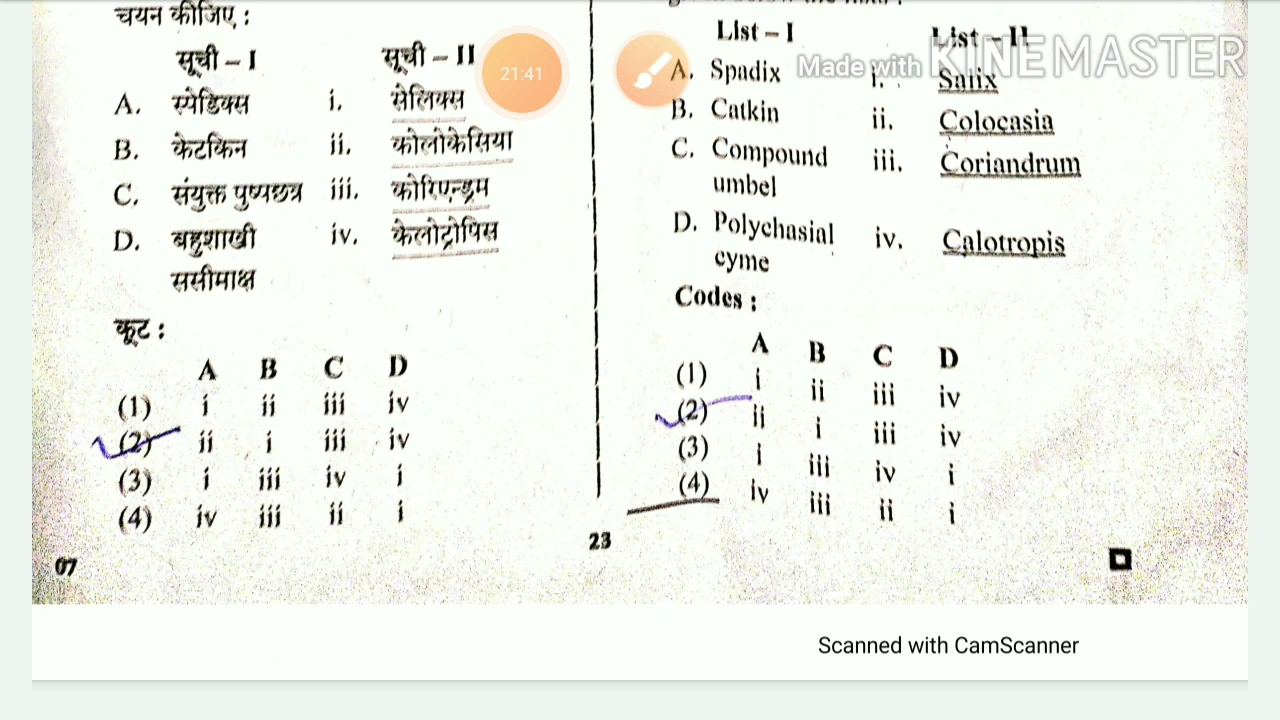 चयन कीजिए :
सूची – I सूची – II
A. स्पेडिक्स i. सेलिक्स
B. केटकिन ii. कोलोकेसिया
C. संयुक्त पुष्पछत्र iii. कोरिएन्ड्रम
D. बहुशाखी iv. केलोट्रोपिस
ससीमाक्ष
कूट :
A B C D
(1) i ii iii iv
(2) ii i iii iv
(3) i iii iv i
(4) iv iii ii i
07
21:41
List – I List – II
Made with KINEMASTER
A. Spadix i. Salix
B. Catkin ii. Colocasia
C. Compound iii. Coriandrum
umbel
D. Polychasial iv. Calotropis
cyme
Codes :
A B C D
(1) i ii iii iv
(2) ii i iii iv
(3) i iii iv i
(4) iv iii ii i
23
Scanned with CamScanner